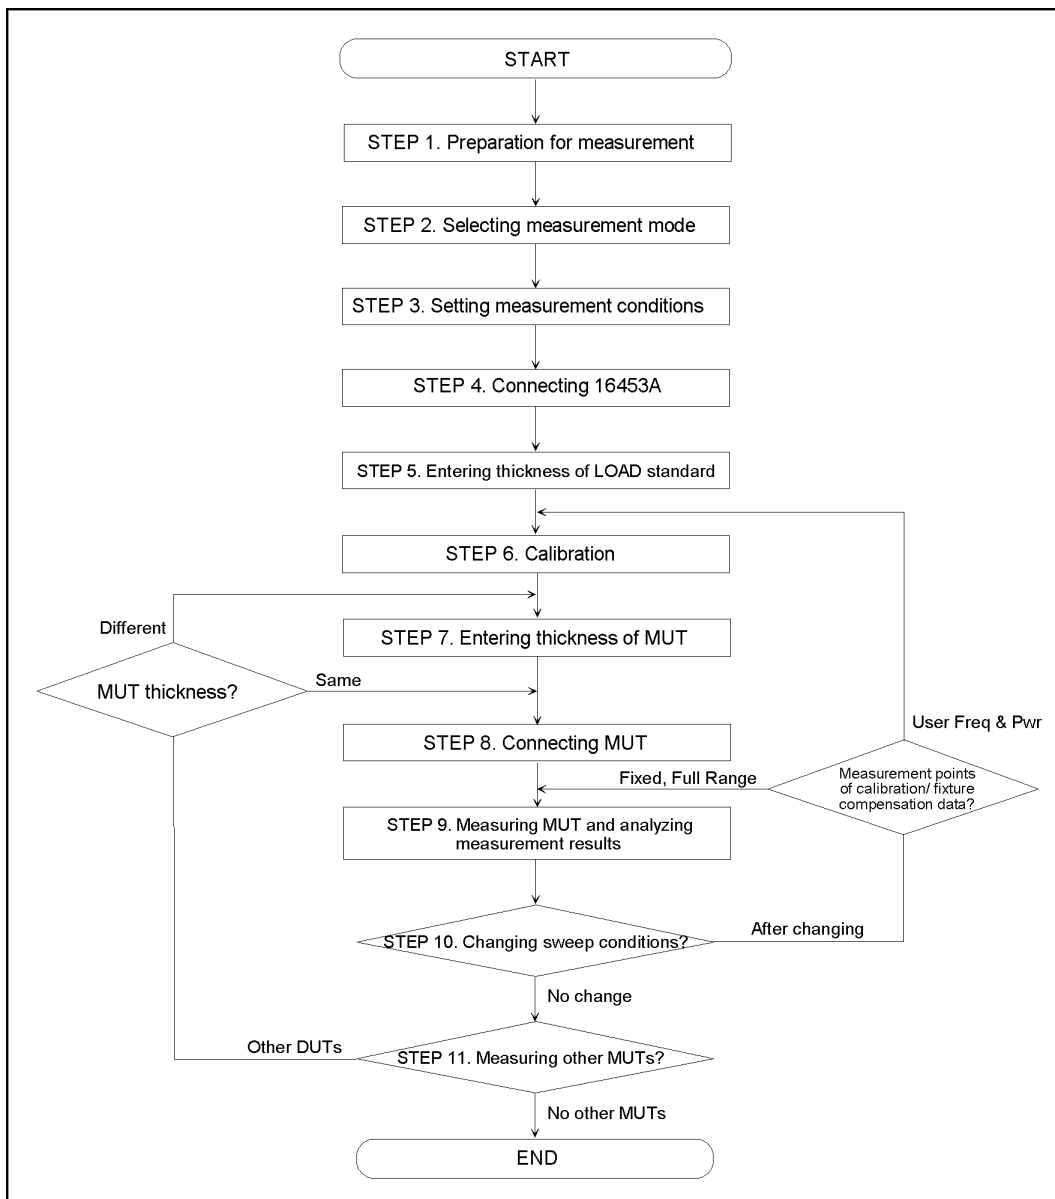 START
STEP 1. Preparation for measurement
STEP 2. Selecting measurement mode
STEP 3. Setting measurement conditions
STEP 4. Connecting 16453A
STEP 5. Entering thickness of LOAD standard
STEP 6. Calibration
Different
STEP 7. Entering thickness of MUT
MUT thickness?
Same
User Freq & Pwr
STEP 8. Connecting MUT
Fixed, Full Range
Measurement points
of calibration/ fixture
compensation data?
STEP 9. Measuring MUT and analyzing
measurement results
STEP 10. Changing sweep conditions?
After changing
No change
Other DUTs
STEP 11. Measuring other MUTs?
No other MUTs
END